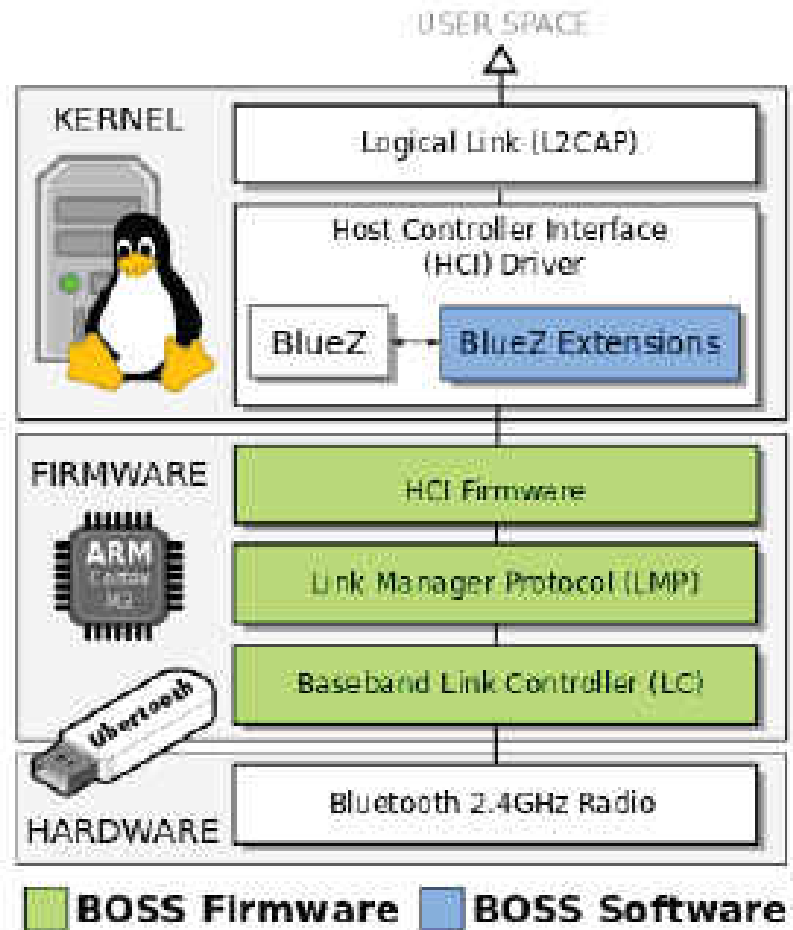 USER SPACE
KERNEL
Logical Link (L2CAP)
Host Controller Interface
(HCI) Driver
BlueZ
BlueZ Extensions
FIRMWARE
HCI Firmware
ARM
Link Manager Protocol (LMP)
Baseband Link Controller (LC)
Ubertooth
HARDWARE
Bluetooth 2.4GHz Radio
BOSS Firmware
BOSS Software